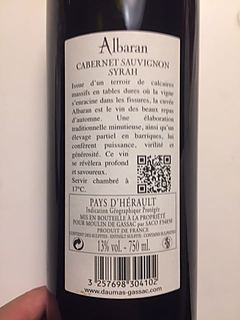 Albaran
CABERNET SAUVIGNON
SYRAH
Issue d'un terroir de calcaires
massifs en tables dures où la vigne
s'enracine dans les fissures, la cuvée
Albaran est le vin des beaux repas
d'automne. Une élaboration
traditionnelle minutieuse, ainsi qu'un
élevage partiel en barriques, lui
confèrent puissance, virilité et
générosité. Ce vin
se révèlera profond
et savoureux.
Servir chambré à
17°C.
PAYS D'HÉRAULT
Indication Géographique Protégée
MIS EN BOUTEILLE À LA PROPRIÉTÉ
POUR MOULIN DE GASSAC par SACO F34150
PRODUIT DE FRANCE
13% vol. - 750 ml.
3 257698 304102
www.daumas-gassac.com